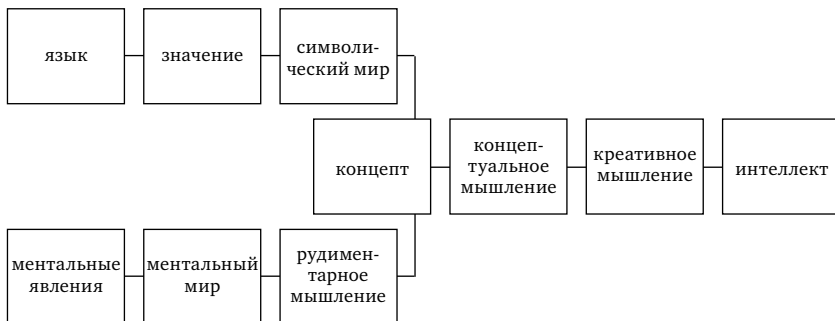 язык
значение
символи-
ческий мир
концепт
концеп-
туальное
мышление
креативное
мышление
интеллект
ментальные
явления
ментальный
мир
рудимен-
тарное
мышление